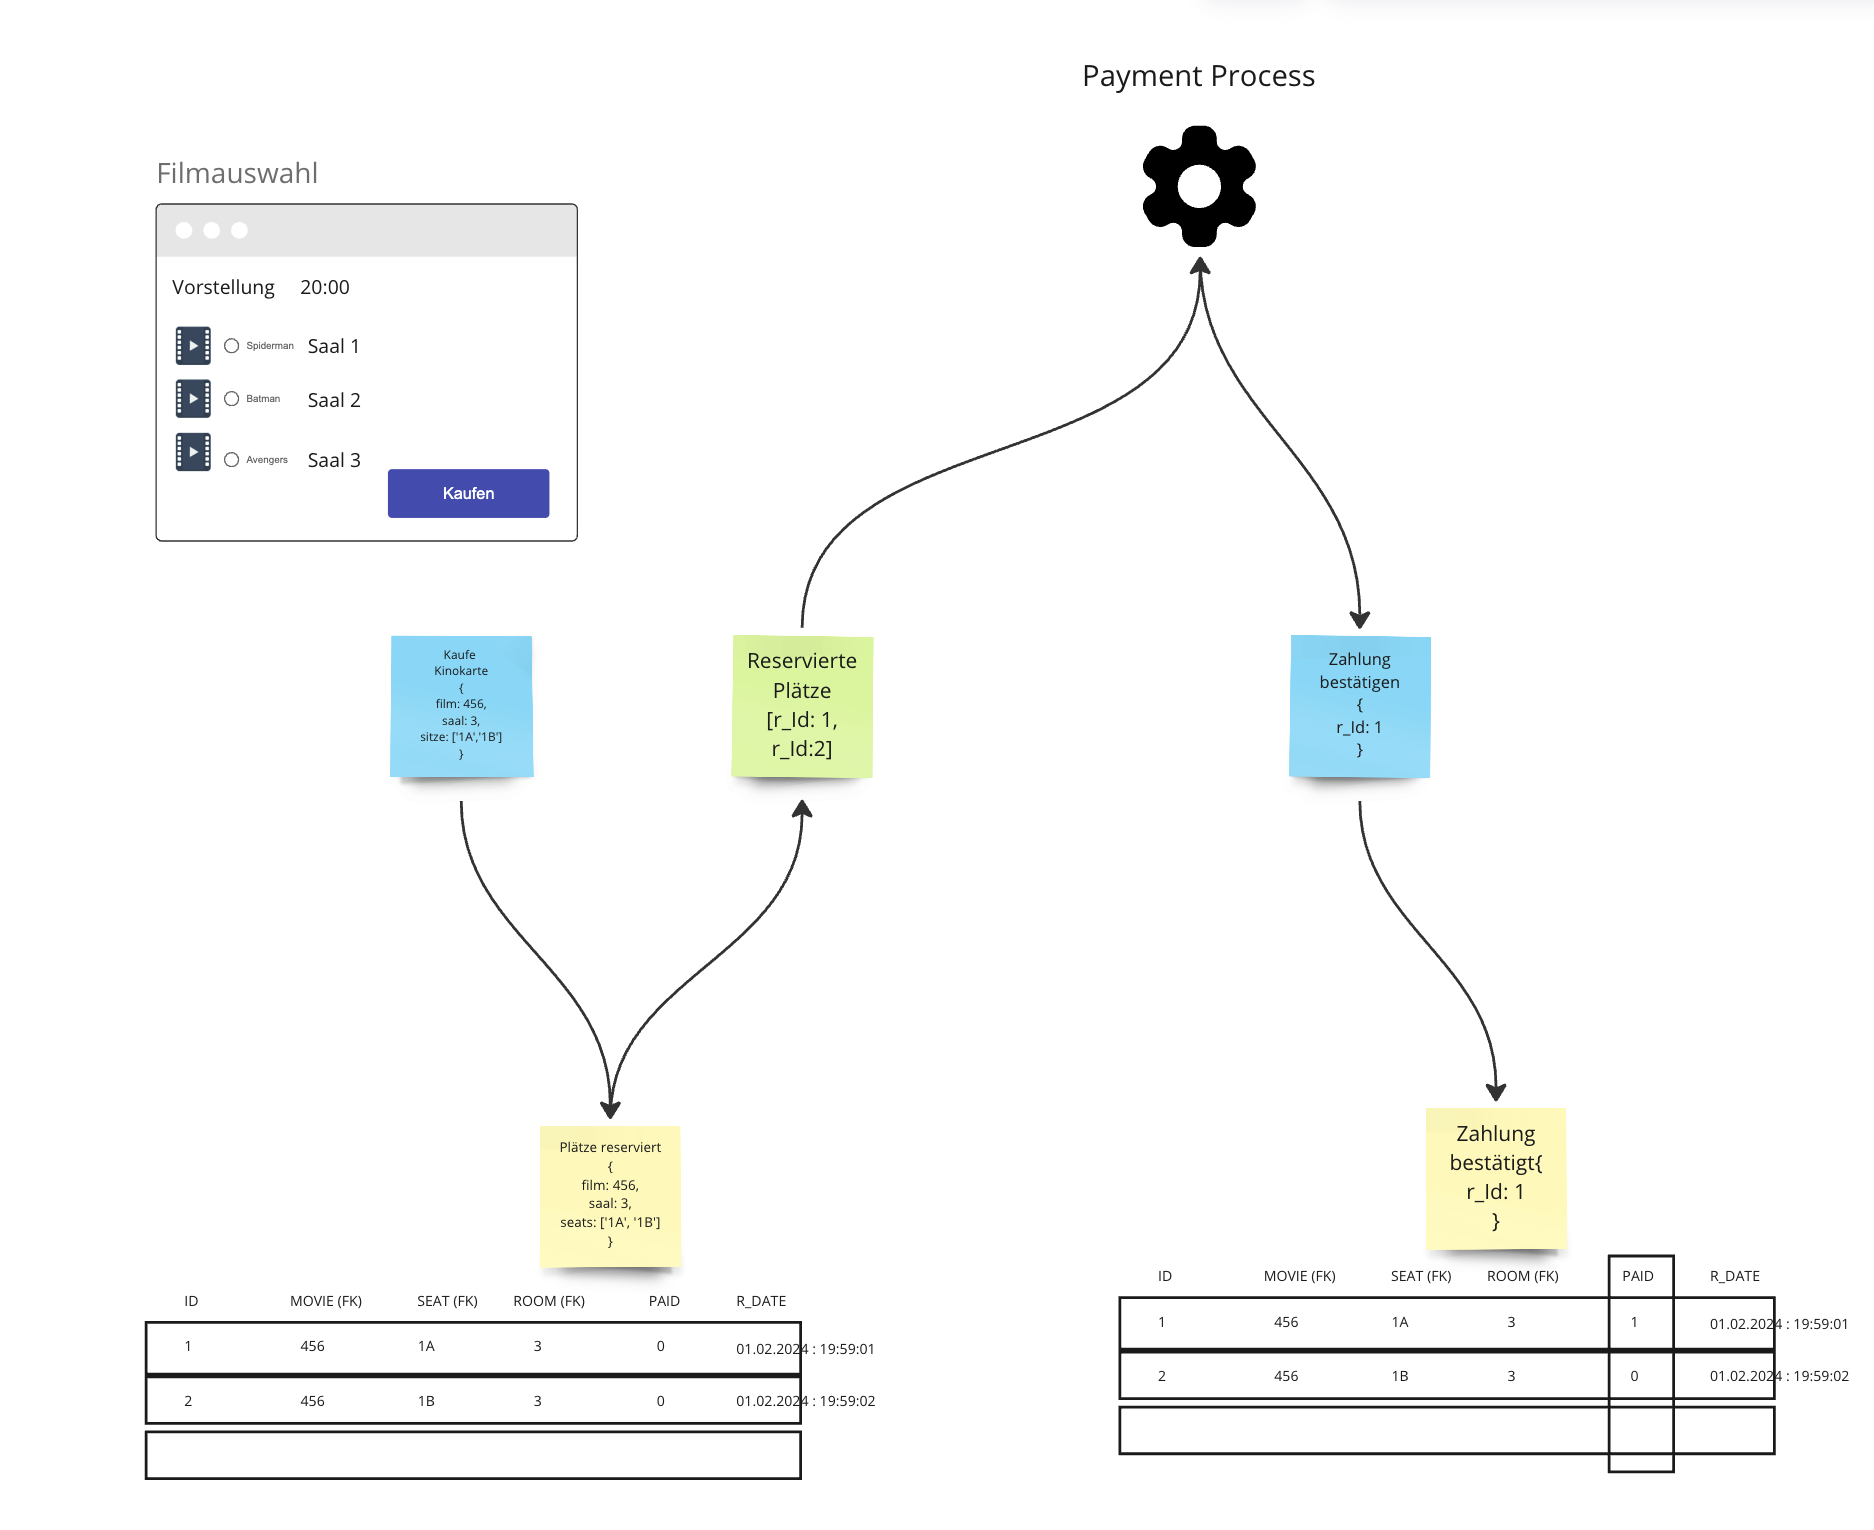 Payment Process
Filmauswahl
Vorstellung 20:00
Spiderman Saal 1
Batman Saal 2
Avengers Saal 3
Kaufen
Kaufe
Kinokarte
{
film: 456,
saal: 3,
sitze: ['1A','1B']
}
Reservierte
Plätze
[r_Id: 1,
r_Id:2]
Zahlung
bestätigen
{
r_Id: 1
}
Plätze reserviert
{
film: 456,
saal: 3,
seats: ['1A', '1B']
}
Zahlung
bestätigt{
r_Id: 1
}
ID MOVIE (FK) SEAT (FK) ROOM (FK) PAID R_DATE
1 456 1A 3 0 01.02.2024 : 19:59:01
2 456 1B 3 0 01.02.2024 : 19:59:02
ID MOVIE (FK) SEAT (FK) ROOM (FK) PAID R_DATE
1 456 1A 3 1 01.02.2024 : 19:59:01
2 456 1B 3 0 01.02.2024 : 19:59:02